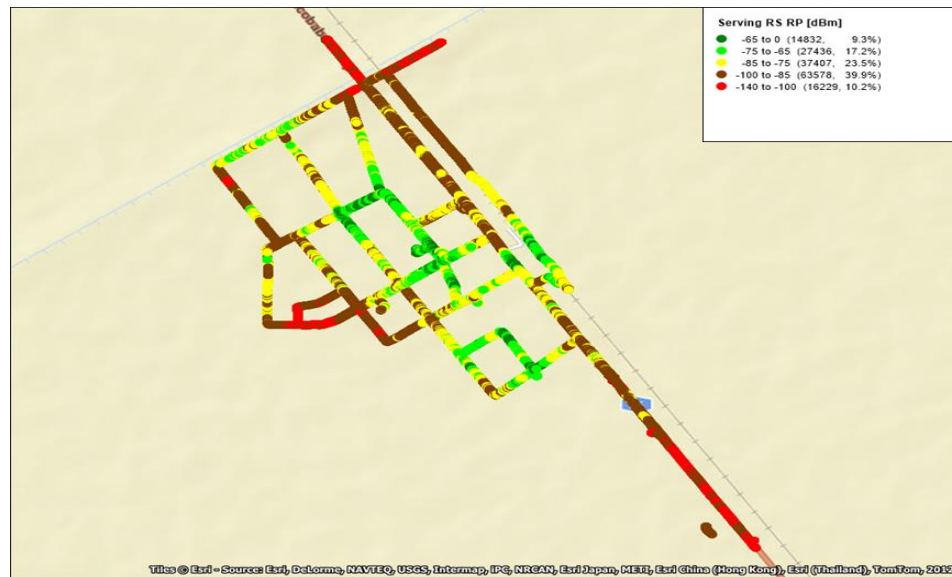 cobab
Serving RS RP [dBm]
-65 to 0 (14832, 9.3%)
-75 to -65 (27436, 17.2%)
-85 to -75 (37407, 23.5%)
-100 to -85 (63578, 39.9%)
-140 to -100 (16229, 10.2%)
Tiles © Esri - Source: Esri, DeLorme, NAVTEQ, USGS, Intermap, iPC, NRCAN, Esri Japan, METI, Esri China (Hong Kong), Esri (Thailand), TomTom, 201